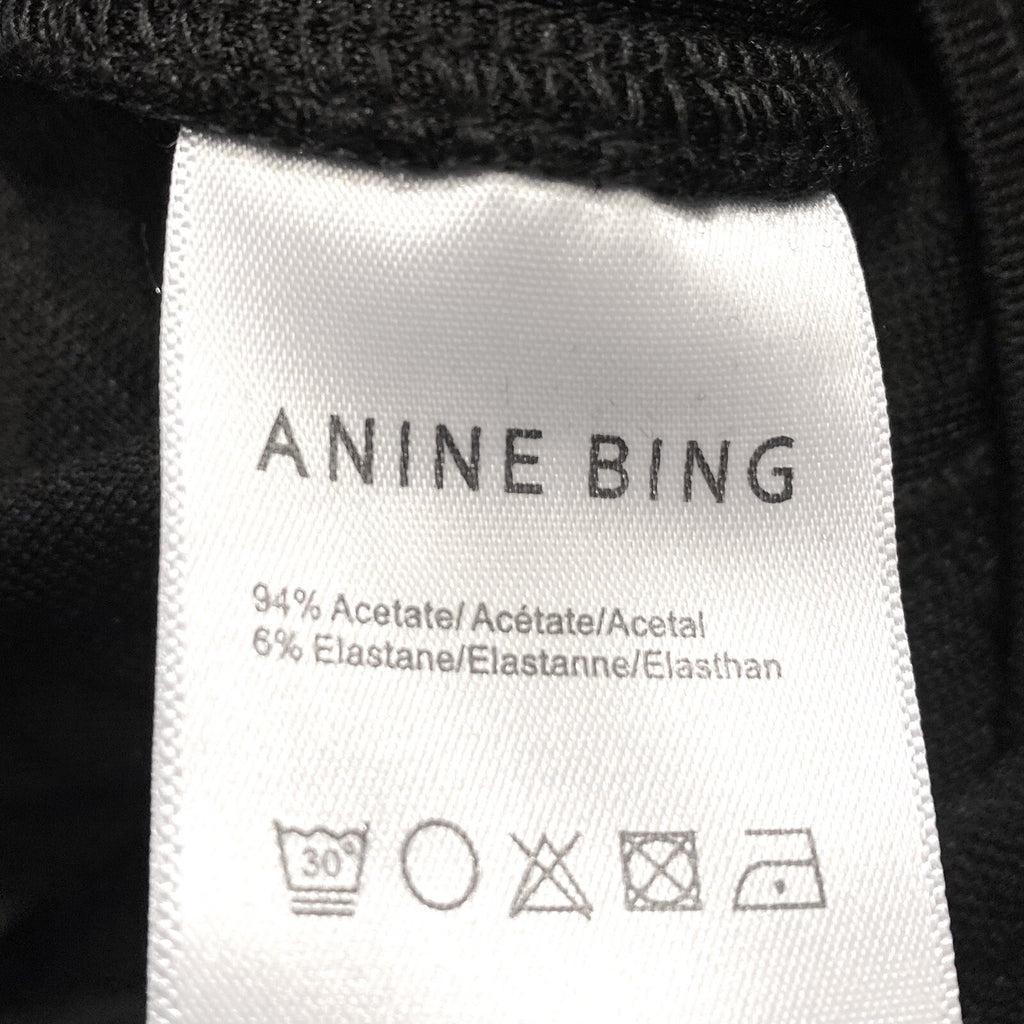 ANINE BING
94% Acetate/Acétate/Acetal
6% Elastane/Elastanne/Elasthan
30°